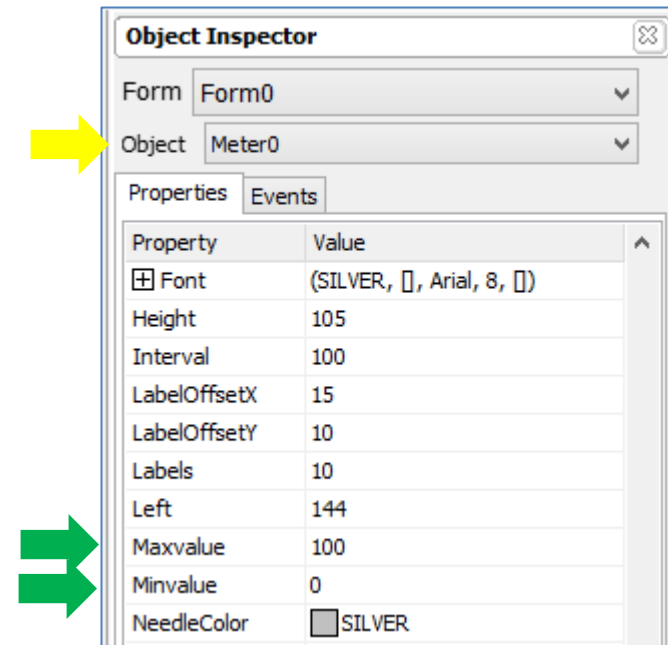 Object Inspector
Form Form0
Object Meter0
Properties Events
Property Value
Font (SILVER, [], Arial, 8, [])
Height 105
Interval 100
LabelOffsetX 15
LabelOffsetY 10
Labels 10
Left 144
Maxvalue 100
Minvalue 0
NeedleColor SILVER